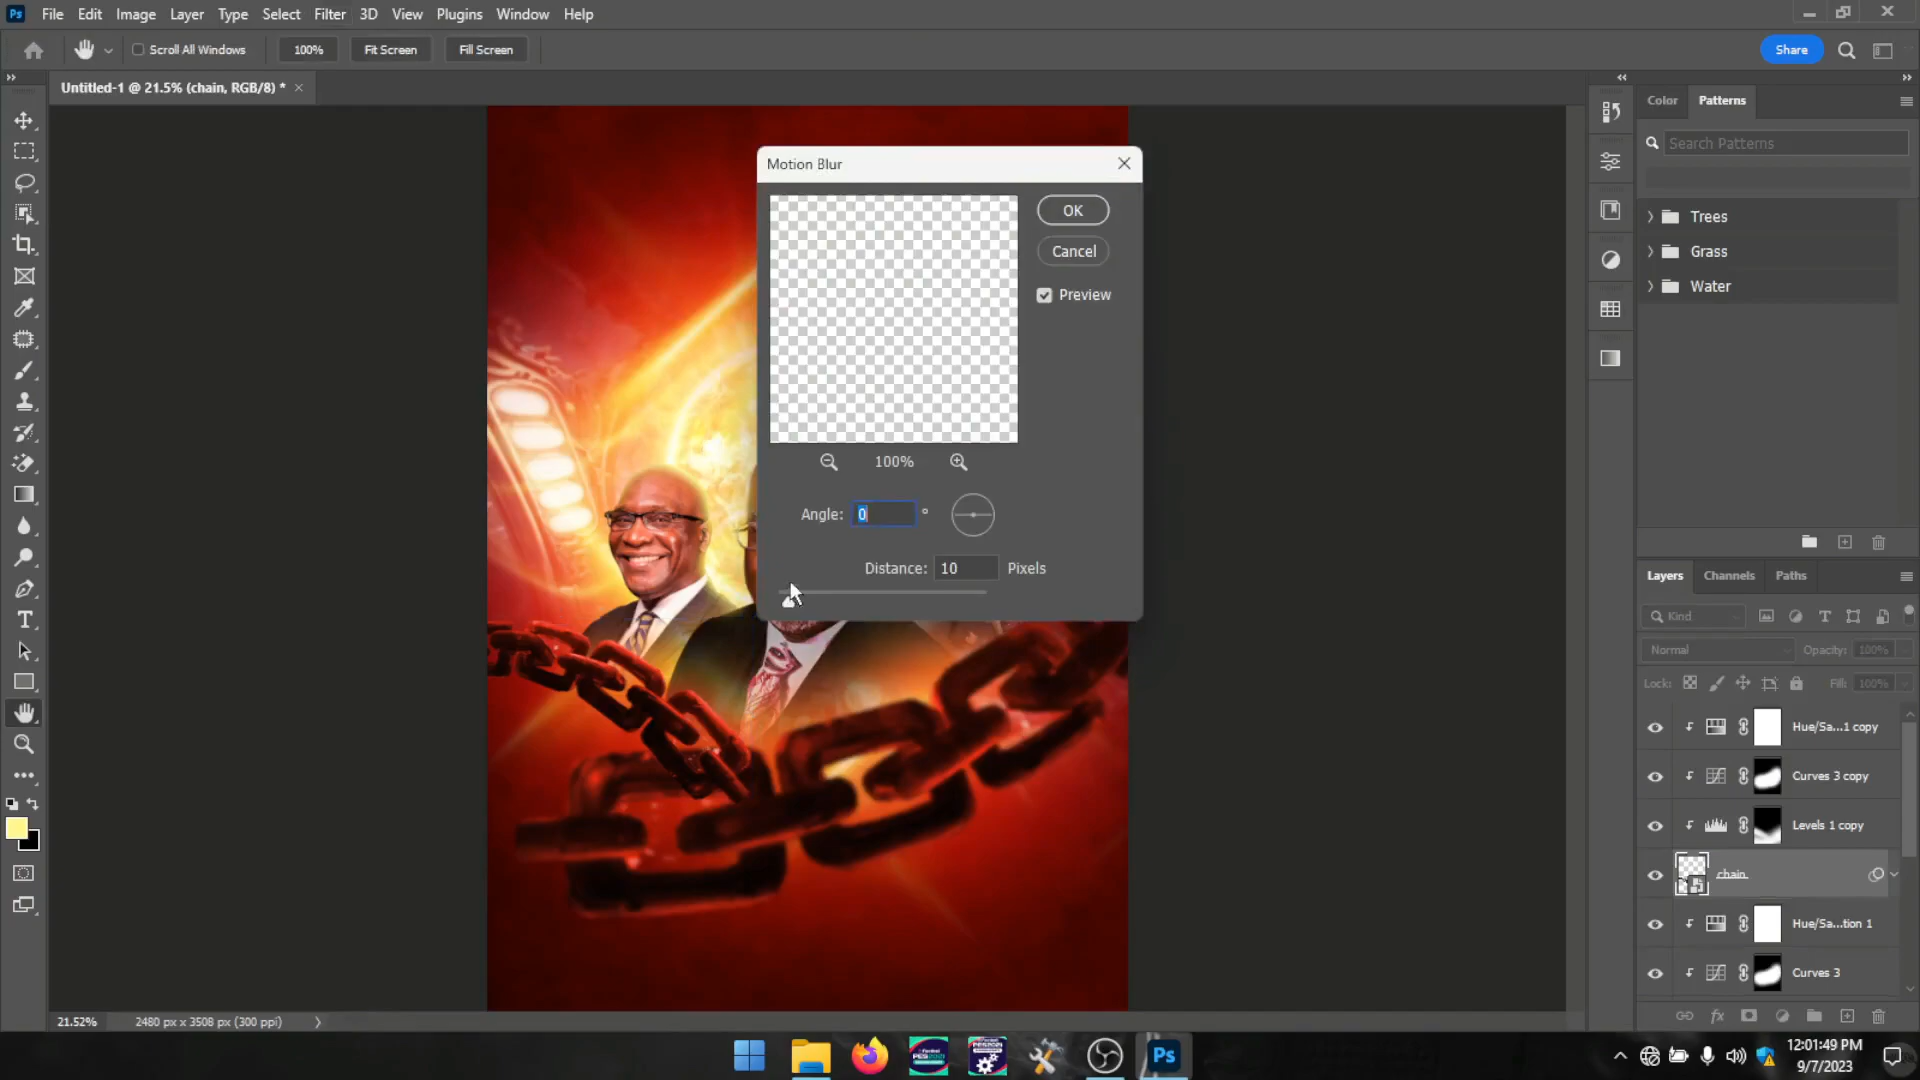 Ps File Edit Image Layer Type Select Filter 3D View Plugins Window Help
Scroll All Windows 100% Fit Screen Fill Screen Share
Untitled-1 @ 21.5% (chain, RGB/8) *
Color Patterns
Search Patterns
Trees
Grass
Water
Motion Blur
OK
Cancel
Preview
100%
Angle: 0 °
Distance: 10 Pixels
Layers Channels Paths
Kind
Normal Opacity: 100%
Lock: Fill: 100%
Hue/Sa...1 copy
Curves 3 copy
Levels 1 copy
chain
Hue/Sa...tion 1
Curves 3
fx
21.52% 2480 px x 3508 px (300 ppi)
12:01:49 PM
9/7/2023
Ps